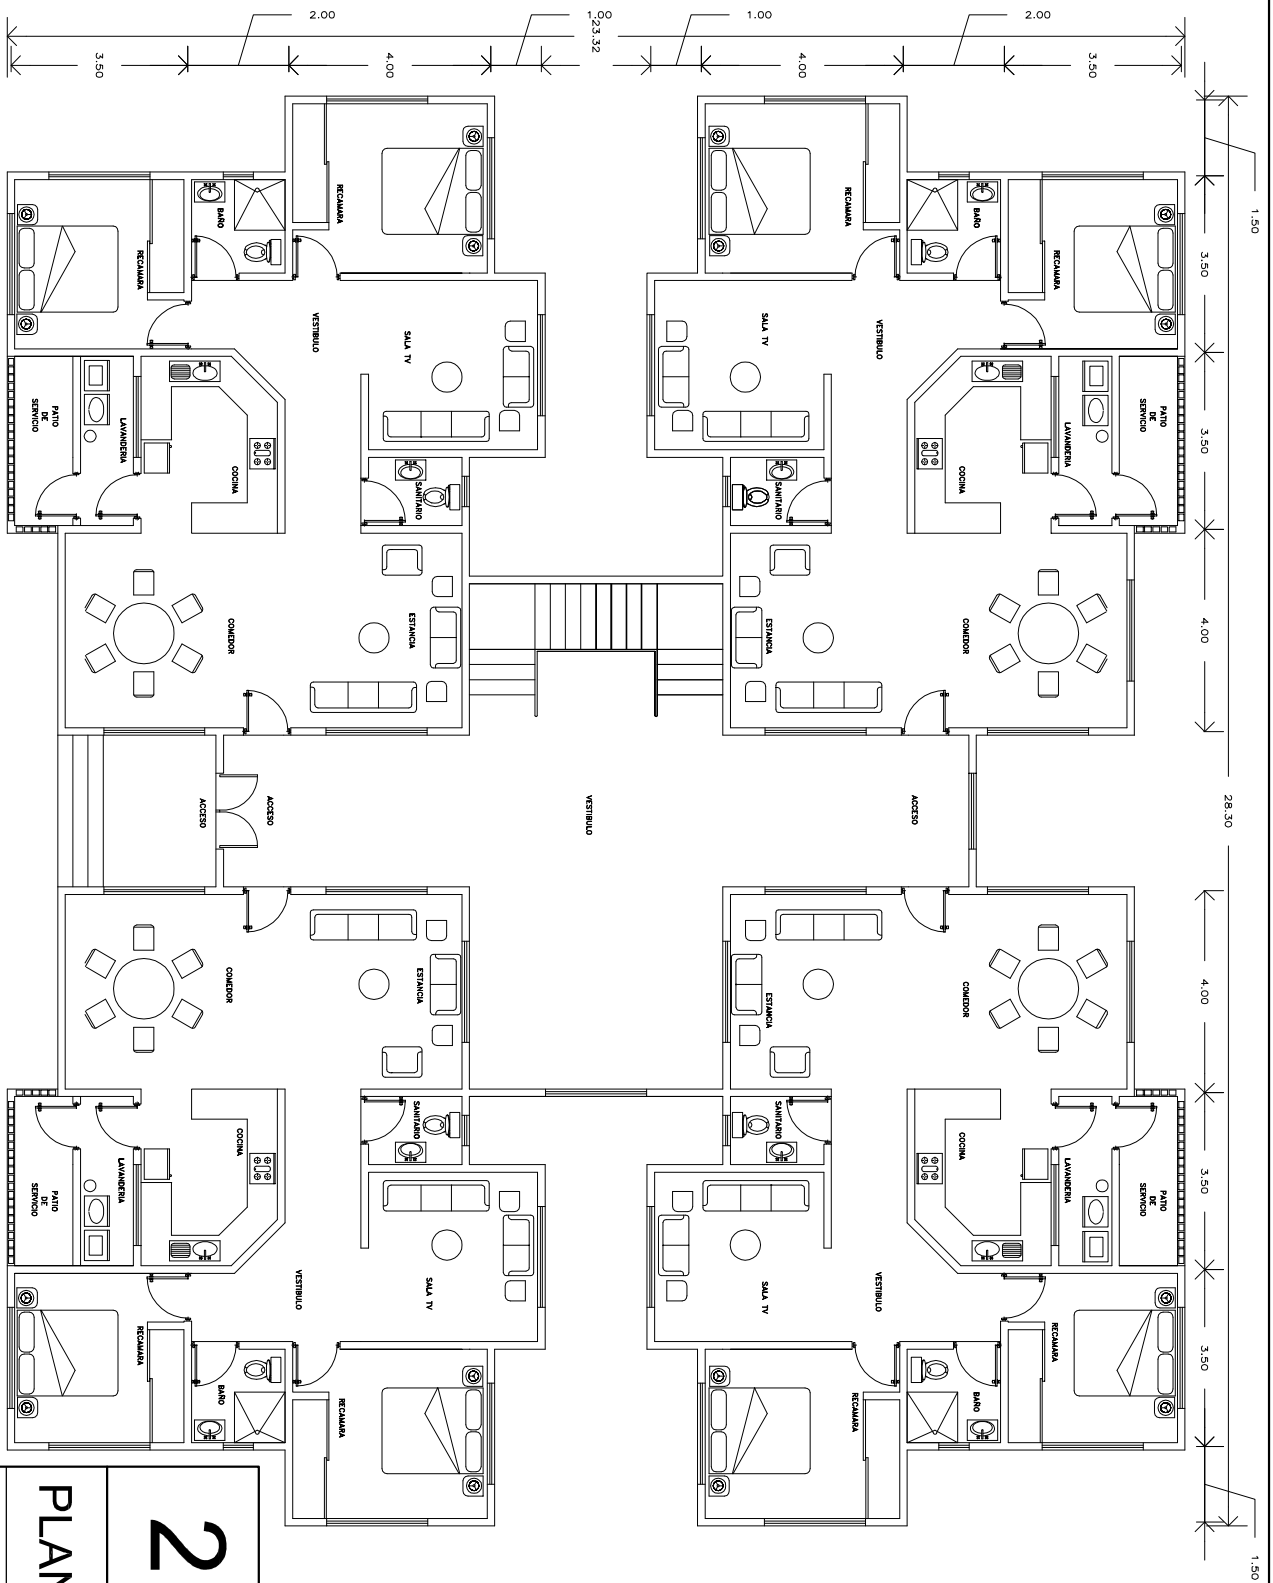 1.50
1.50
28.30
3.50
3.50
4.00
4.00
3.50
3.50
PATIO
DE
SERVICIO
PATIO
DE
SERVICIO
3.50
2.00
RECAMARA
LAVANDERIA
LAVANDERIA
RECAMARA
BAÑO
COCINA
COMEDOR
COMEDOR
COCINA
BAÑO
ACCESO
VESTIBULO
VESTIBULO
RECAMARA
RECAMARA
4.00
SALA TV
SANITARIO
ESTANCIA
ESTANCIA
SANITARIO
SALA TV
1.00
23.32
1.00
VESTIBULO
SALA TV
SANITARIO
ESTANCIA
ESTANCIA
SANITARIO
SALA TV
4.00
RECAMARA
RECAMARA
2.00
VESTIBULO
VESTIBULO
ACCESO
BAÑO
COCINA
COMEDOR
COMEDOR
COCINA
BAÑO
ACCESO
RECAMARA
LAVANDERIA
LAVANDERIA
RECAMARA
3.50
PATIO
DE
SERVICIO
PATIO
DE
SERVICIO
2
PLAN